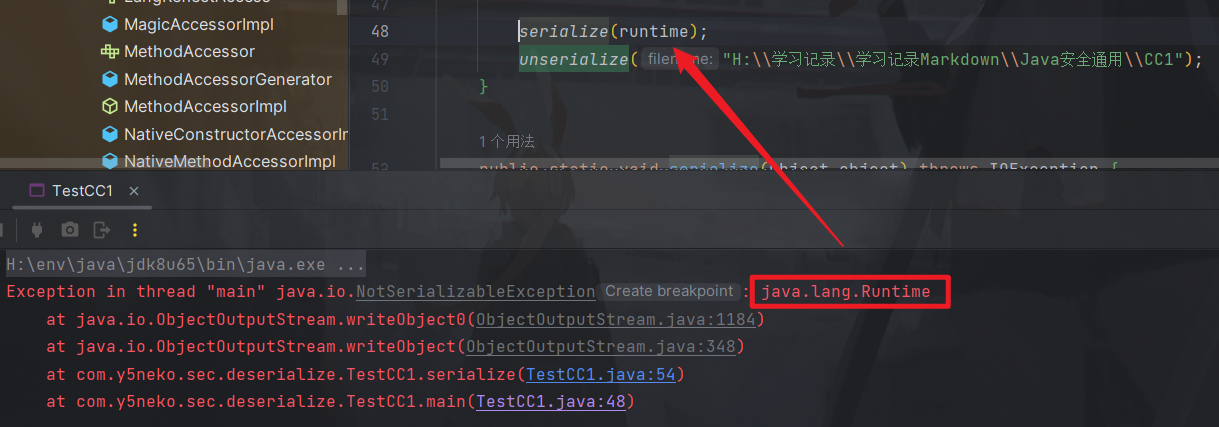 MagicAccessorImpl
MethodAccessor
MethodAccessorGenerator
MethodAccessorImpl
NativeConstructorAccessorIm
NativeMethodAccessorImpl
47
48 serialize(runtime);
49 unserialize( filename: "H:\\学习记录\\学习记录Markdown\\Java安全通用\\CC1");
50 }
51
1 个用法
public static void serialize(Object object) throws IOException {
TestCC1 ×
H:\env\java\jdk8u65\bin\java.exe ...
Exception in thread "main" java.io.NotSerializableException Create breakpoint : java.lang.Runtime
at java.io.ObjectOutputStream.writeObject0(ObjectOutputStream.java:1184)
at java.io.ObjectOutputStream.writeObject(ObjectOutputStream.java:348)
at com.y5neko.sec.deserialize.TestCC1.serialize(TestCC1.java:54)
at com.y5neko.sec.deserialize.TestCC1.main(TestCC1.java:48)